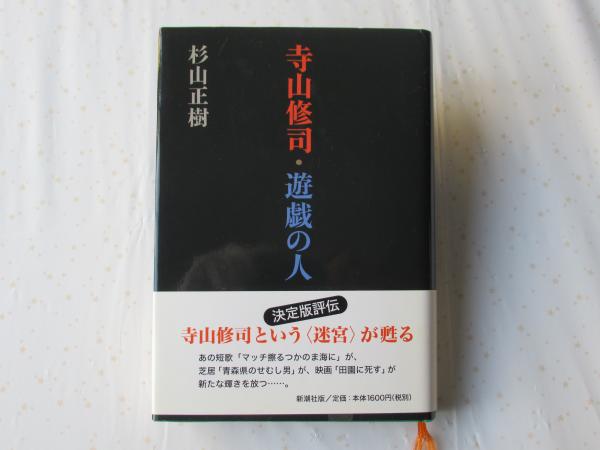 寺山修司・遊戯の人
杉山正樹
決定版評伝
寺山修司という〈迷宮〉が甦る
あの短歌「マッチ擦るつかのま海に」が、
芝居「青森県のせむし男」が、映画「田園に死す」が
新たな輝きを放つ……。
新潮社版/定価:本体1600円(税別)